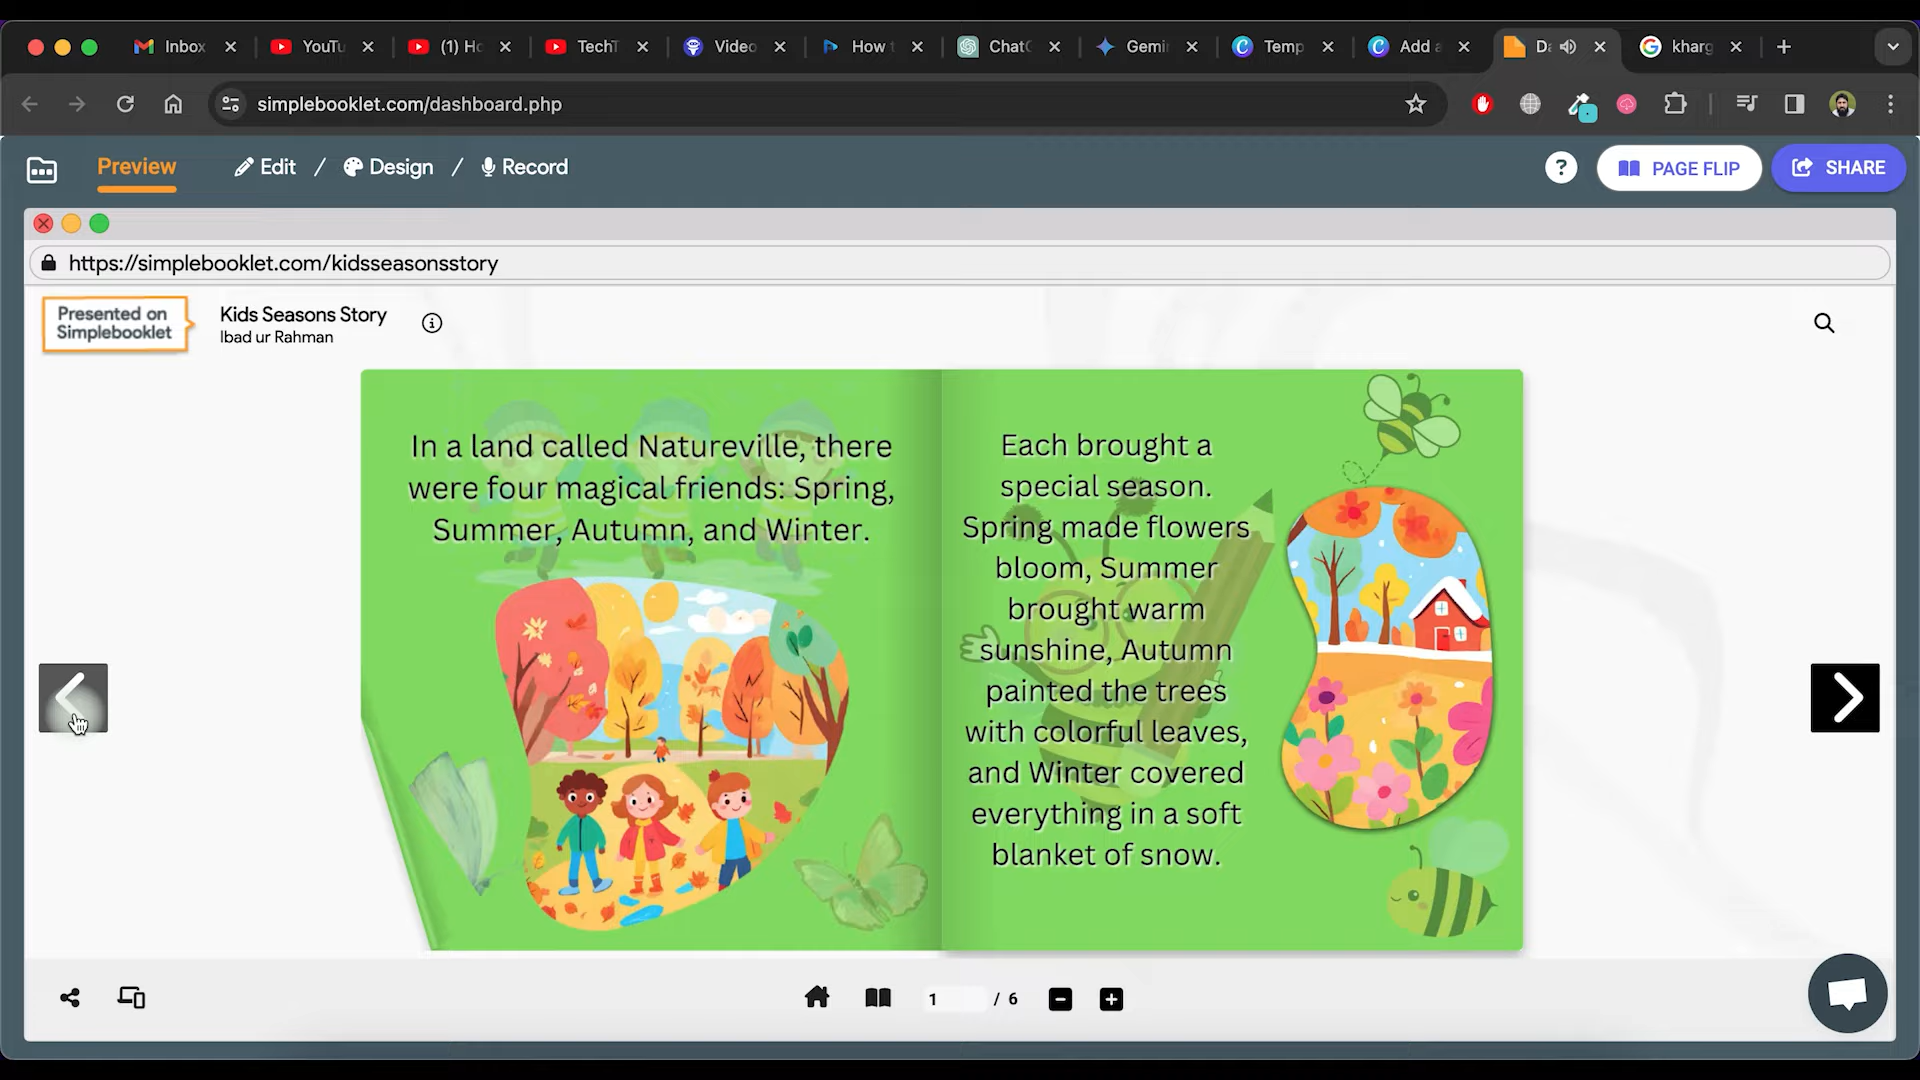 Inbox
YouTu
(1) Ho
TechT
Video
How
ChatG
Gemin
Temp
Add a
Da
kharg
simplebooklet.com/dashboard.php
Preview
Edit / Design / Record
?
PAGE FLIP
SHARE
https://simplebooklet.com/kidsseasonsstory
Presented on
Simplebooklet
Kids Seasons Story
Ibad ur Rahman
In a land called Natureville, there
were four magical friends: Spring,
Summer, Autumn, and Winter.
Each brought a
special season.
Spring made flowers
bloom, Summer
brought warm
sunshine, Autumn
painted the trees
with colorful leaves,
and Winter covered
everything in a soft
blanket of snow.
1 / 6